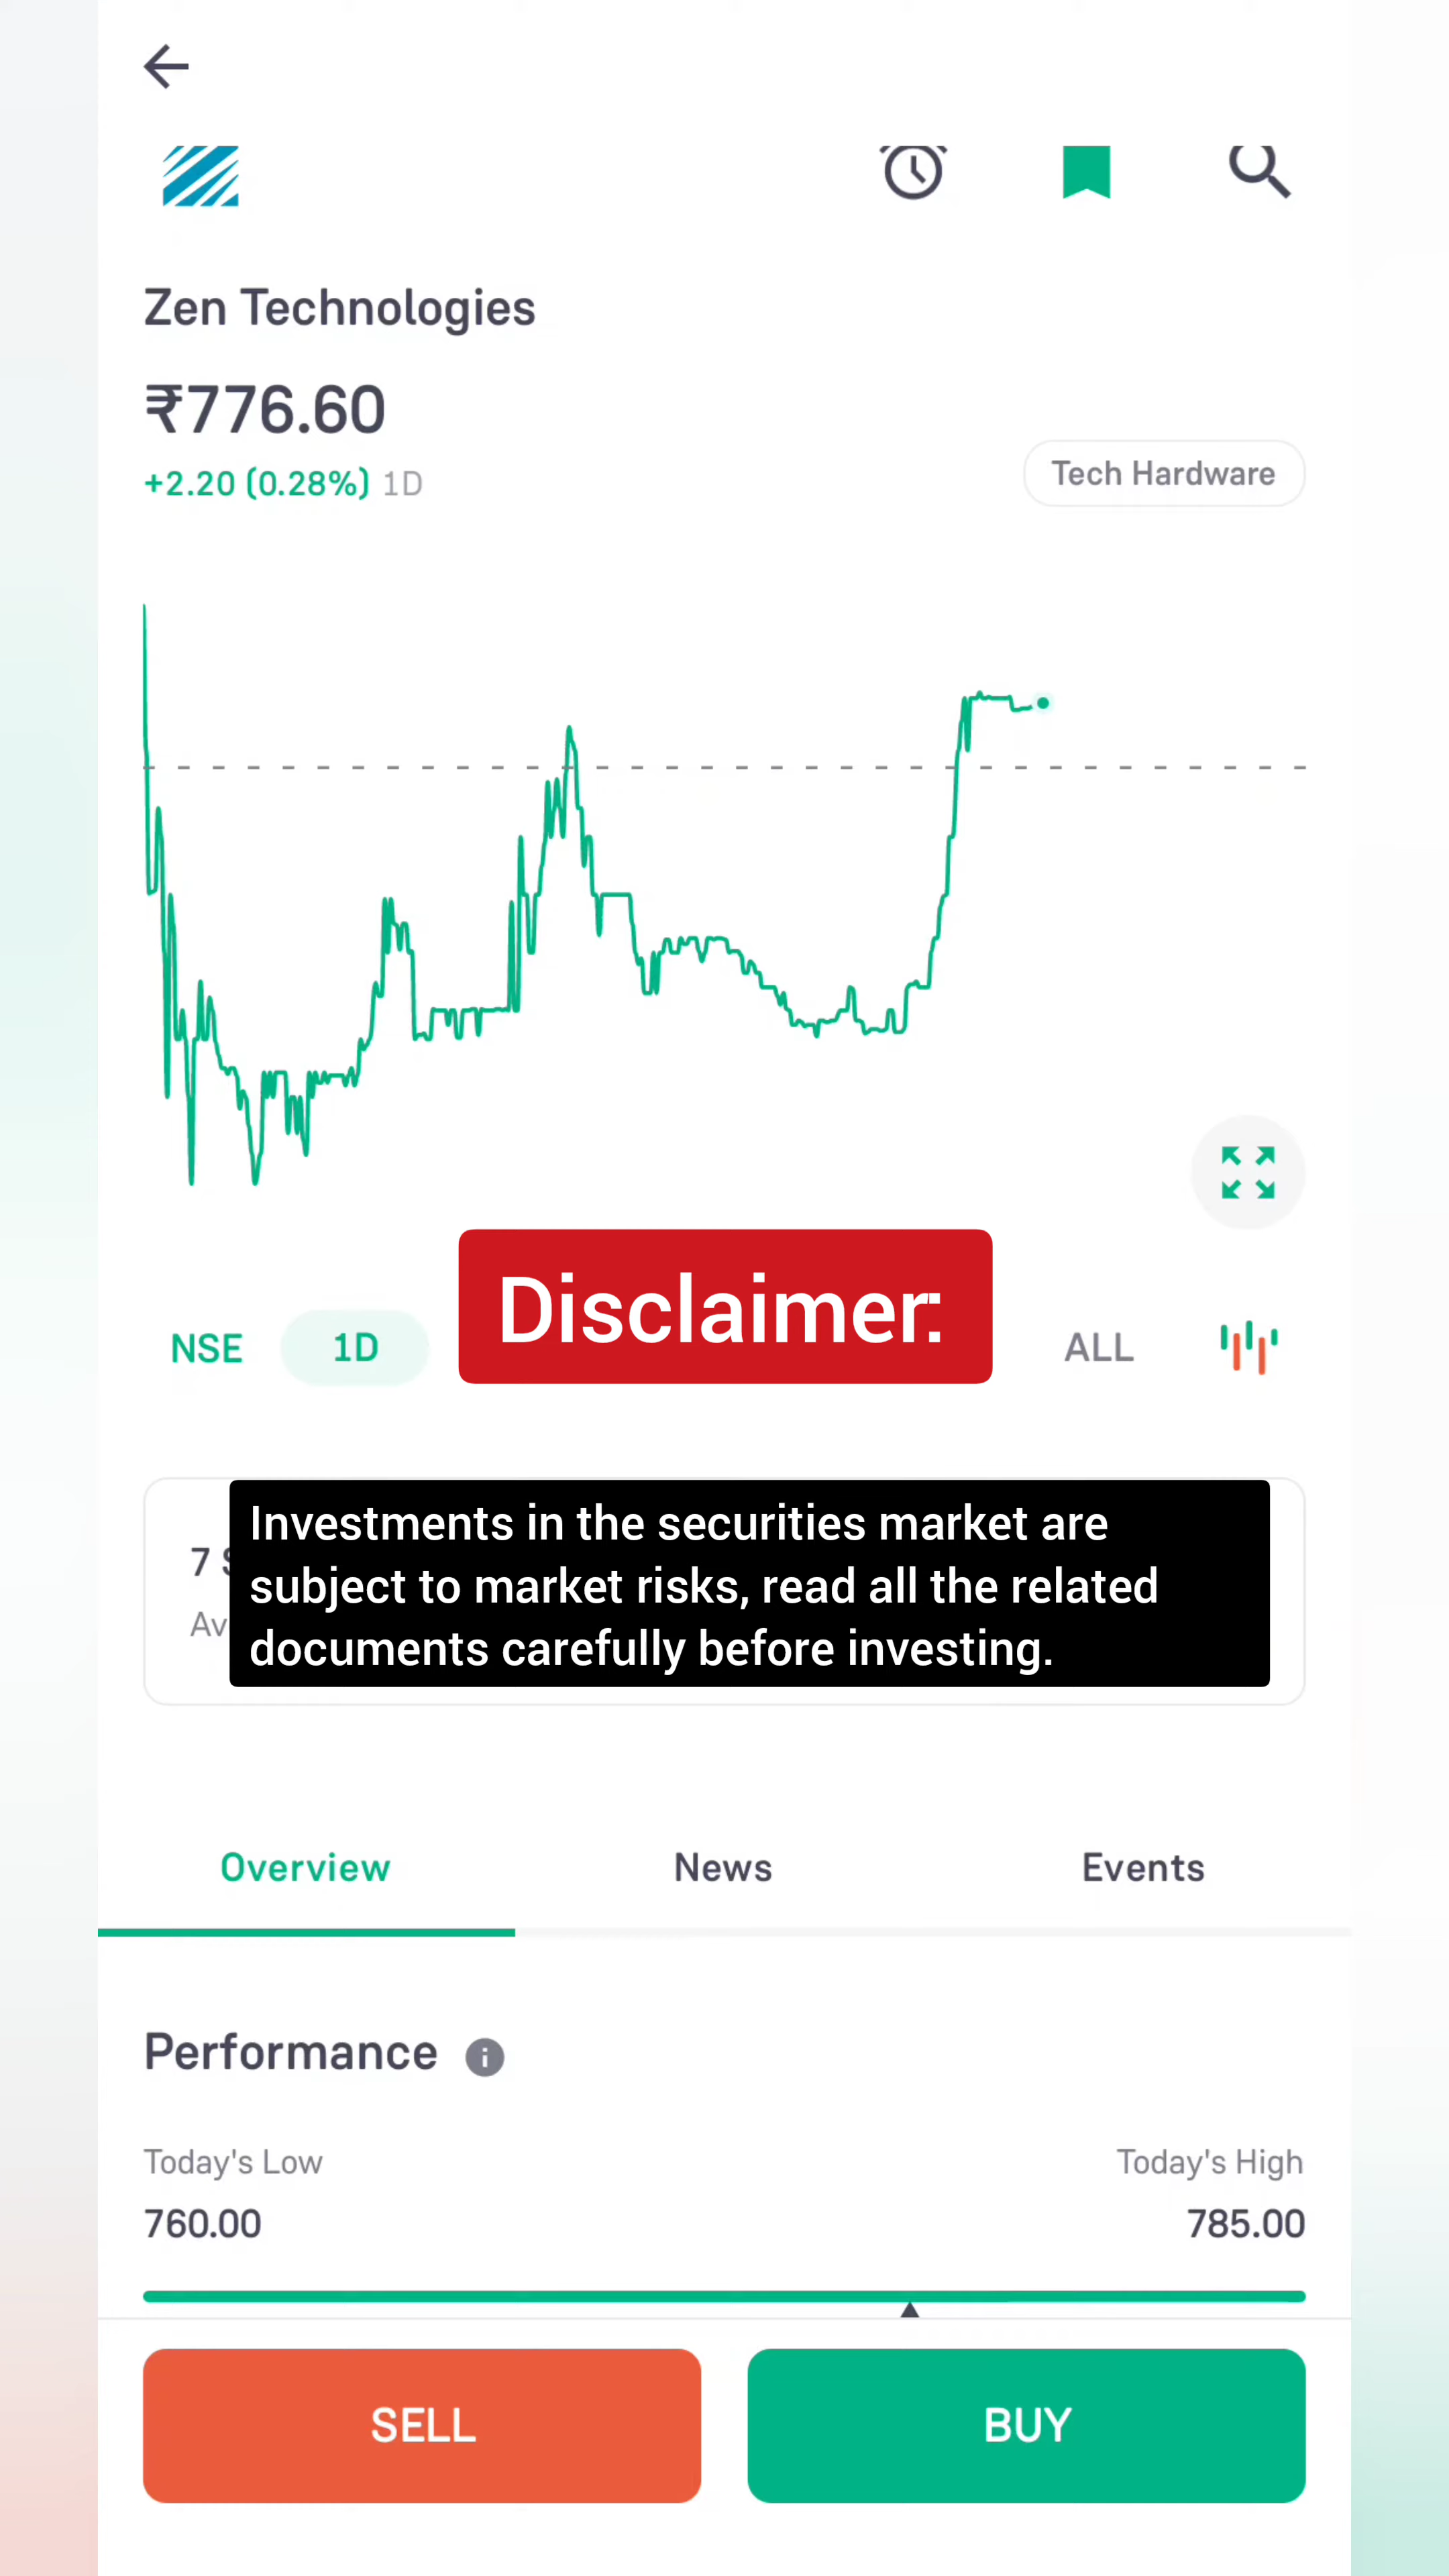 Zen Technologies
₹776.60
+2.20 (0.28%) 1D
Tech Hardware
Disclaimer:
NSE 1D ALL
7
Investments in the securities market are
subject to market risks, read all the related
documents carefully before investing.
Overview News Events
Performance
Today's Low Today's High
760.00 785.00
SELL BUY